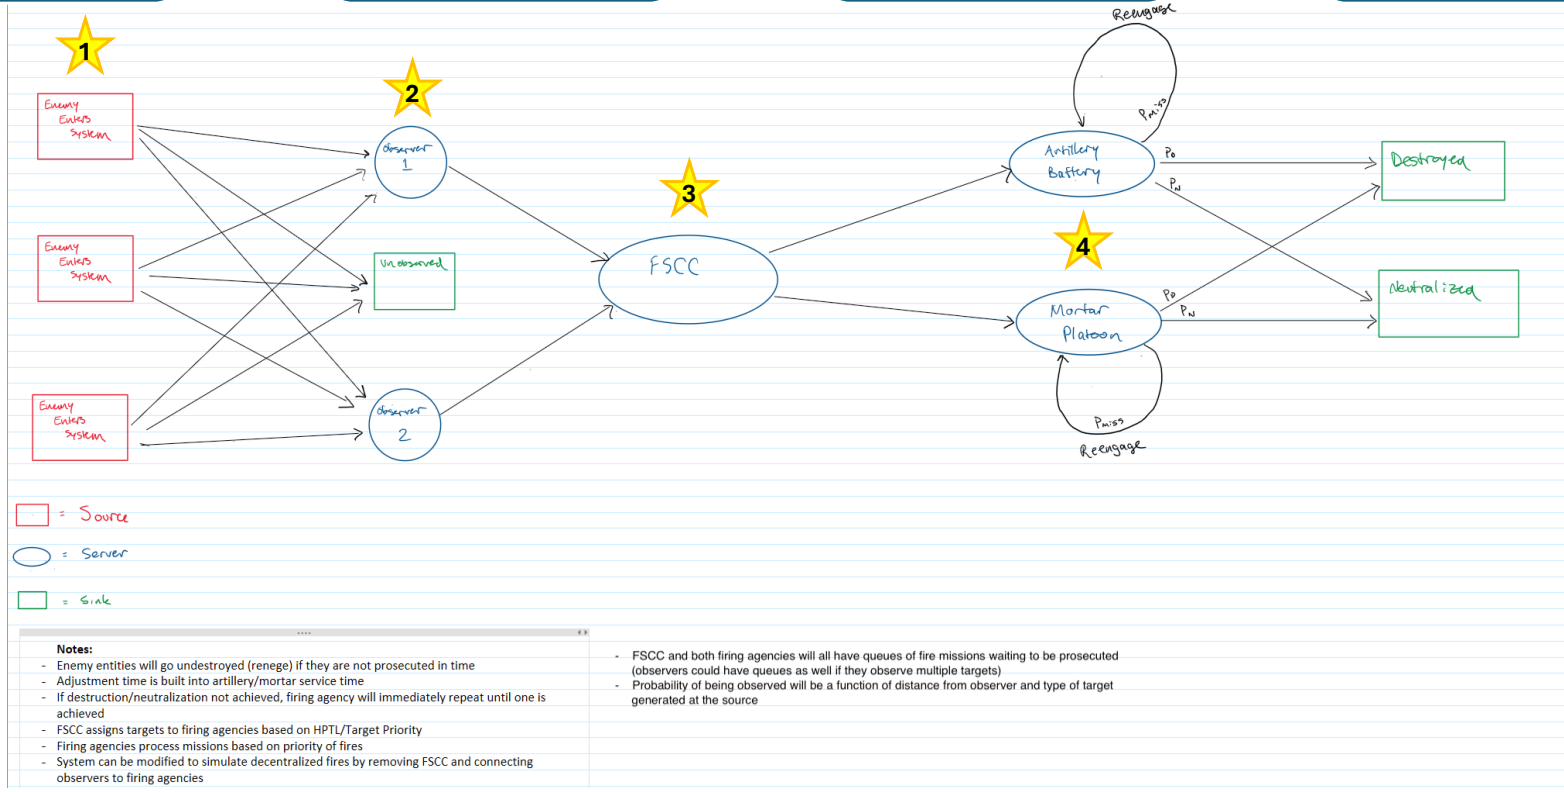 Reengage
1
2
3
4
Enemy
Enters
System
Enemy
Enters
System
Enemy
Enters
System
Observer
1
Unobserved
Observer
2
FSCC
Artillery
Battery
Mortar
Platoon
Pmiss
PD
PN
PD
PN
Pmiss
Reengage
Destroyed
Neutralized
= Source
= Server
= Sink
Notes:
- Enemy entities will go undestroyed (renege) if they are not prosecuted in time
- Adjustment time is built into artillery/mortar service time
- If destruction/neutralization not achieved, firing agency will immediately repeat until one is
achieved
- FSCC assigns targets to firing agencies based on HPTL/Target Priority
- Firing agencies process missions based on priority of fires
- System can be modified to simulate decentralized fires by removing FSCC and connecting
observers to firing agencies
- FSCC and both firing agencies will all have queues of fire missions waiting to be prosecuted
(observers could have queues as well if they observe multiple targets)
- Probability of being observed will be a function of distance from observer and type of target
generated at the source